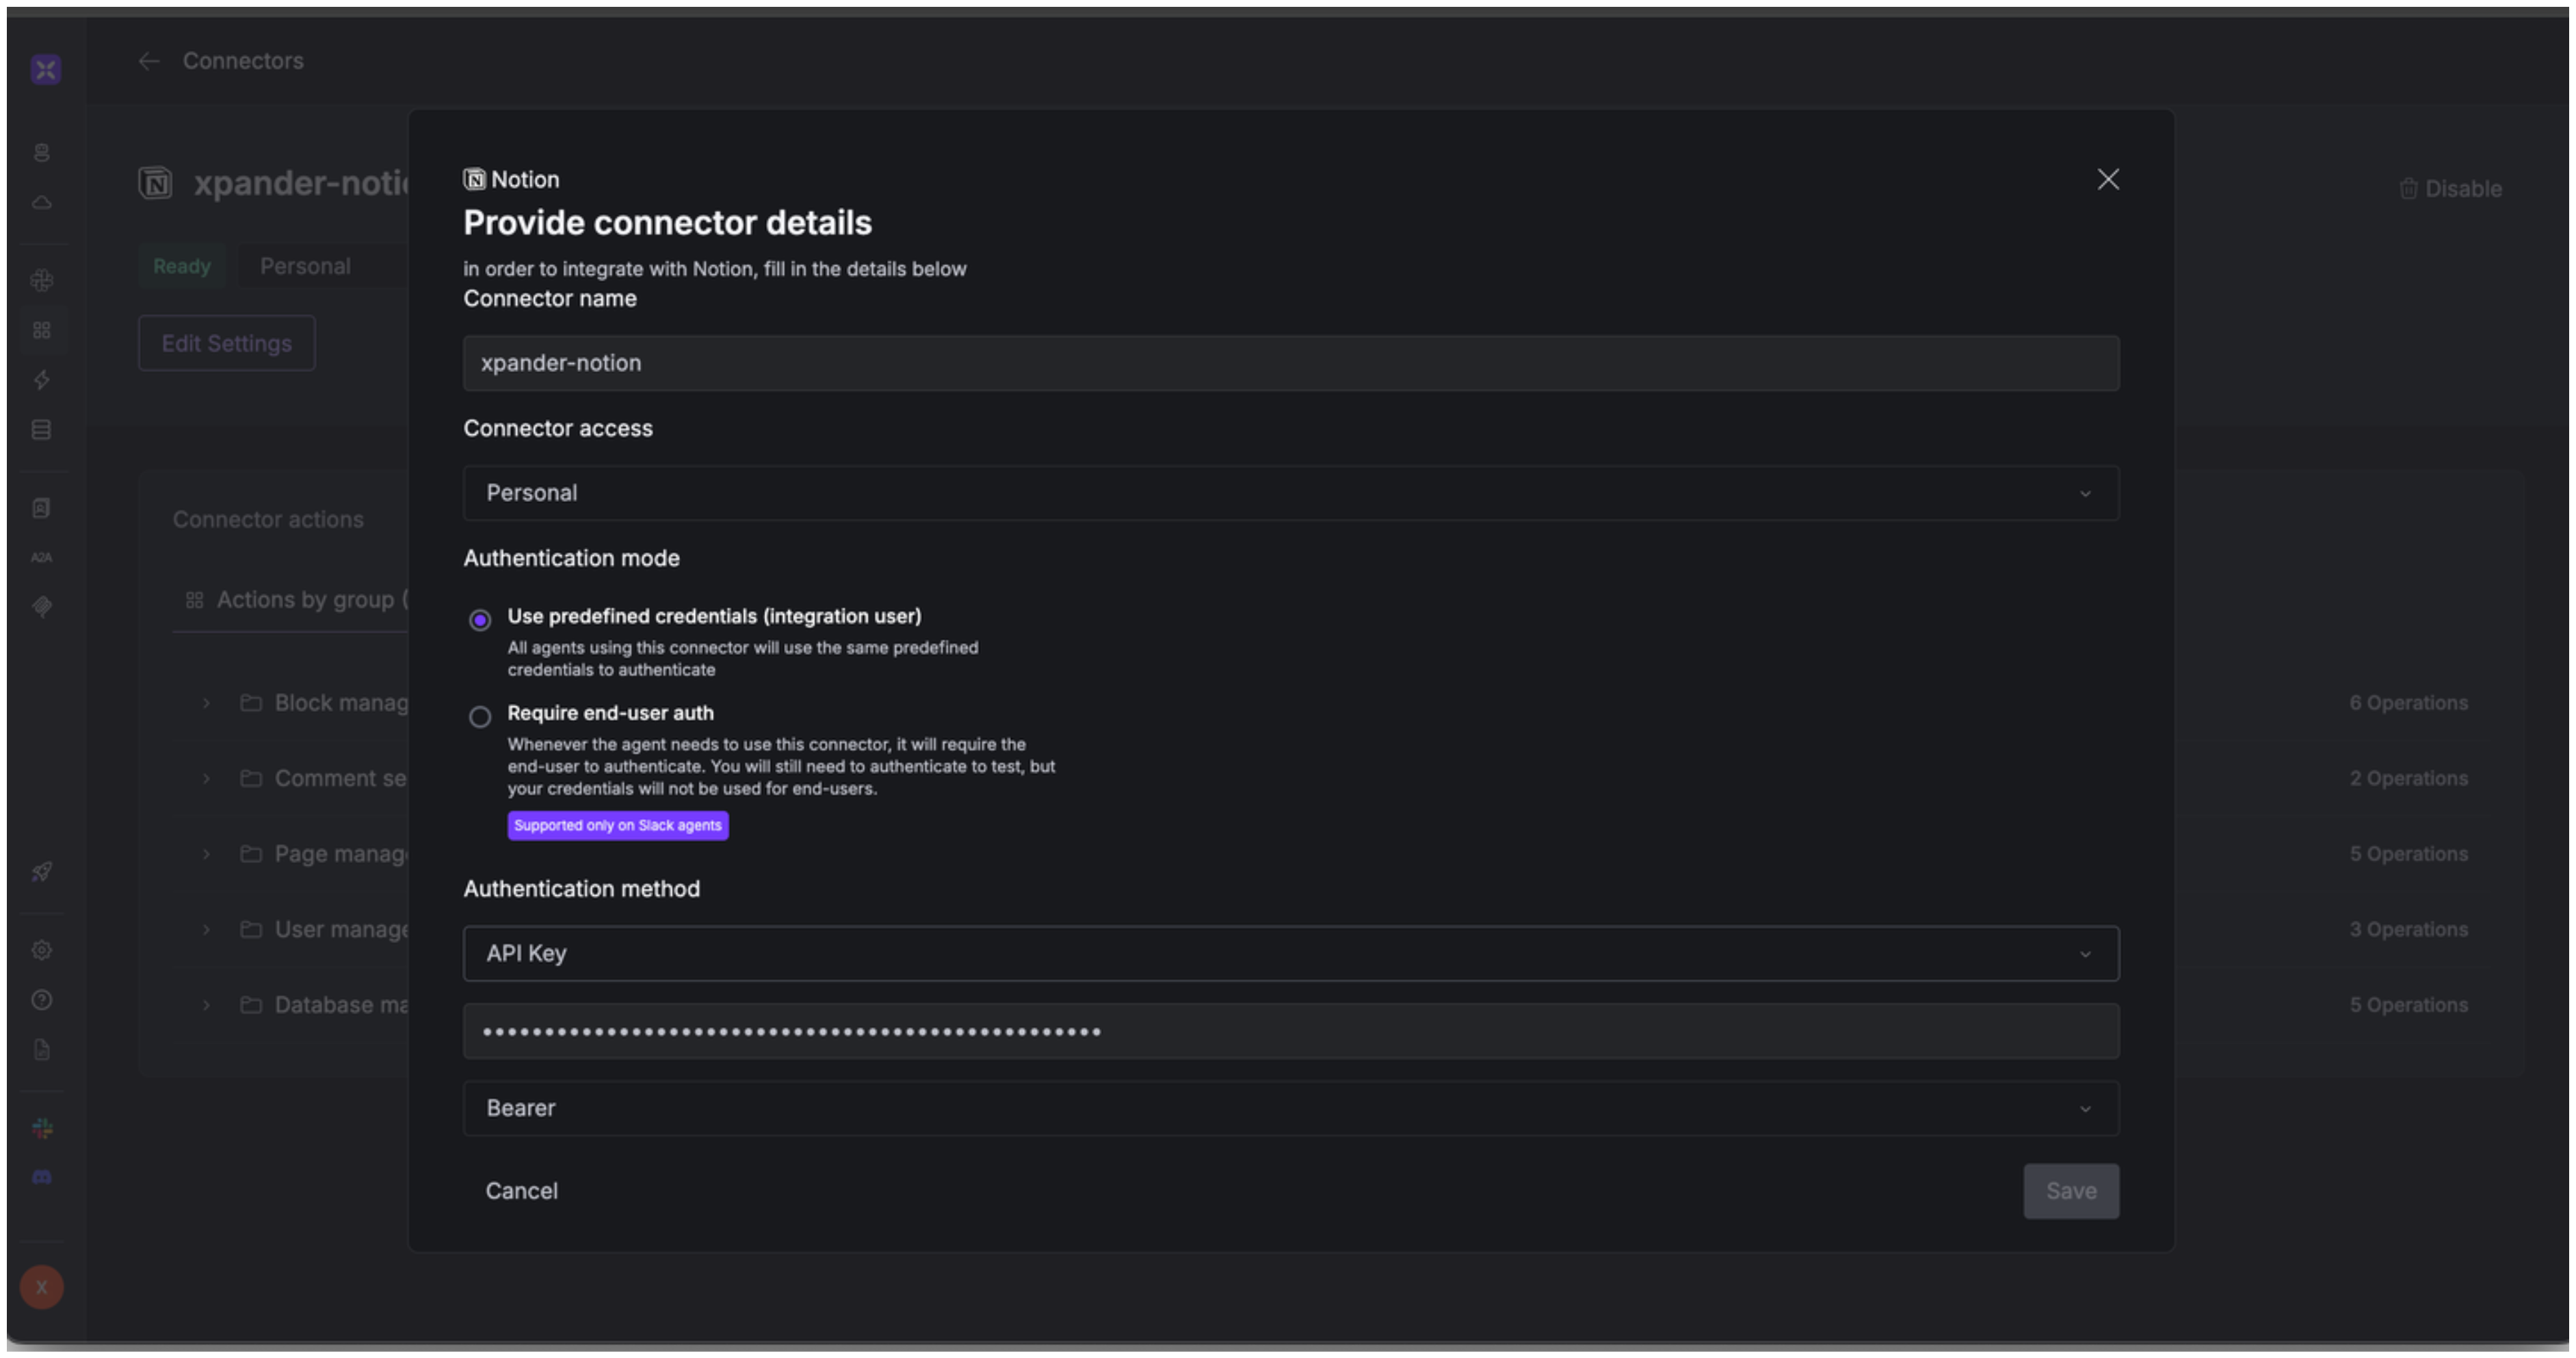 Connectors
xpander-notio
Disable
Ready
Personal
Edit Settings
Connector actions
Actions by group (
Block manag
6 Operations
Comment se
2 Operations
Page manag
5 Operations
User manage
3 Operations
Database ma
5 Operations
A2A
X
Notion
Provide connector details
in order to integrate with Notion, fill in the details below
Connector name
xpander-notion
Connector access
Personal
Authentication mode
Use predefined credentials (integration user)
All agents using this connector will use the same predefined
credentials to authenticate
Require end-user auth
Whenever the agent needs to use this connector, it will require the
end-user to authenticate. You will still need to authenticate to test, but
your credentials will not be used for end-users.
Supported only on Slack agents
Authentication method
API Key
••••••••••••••••••••••••••••••••••••••••••••••••••
Bearer
Cancel
Save